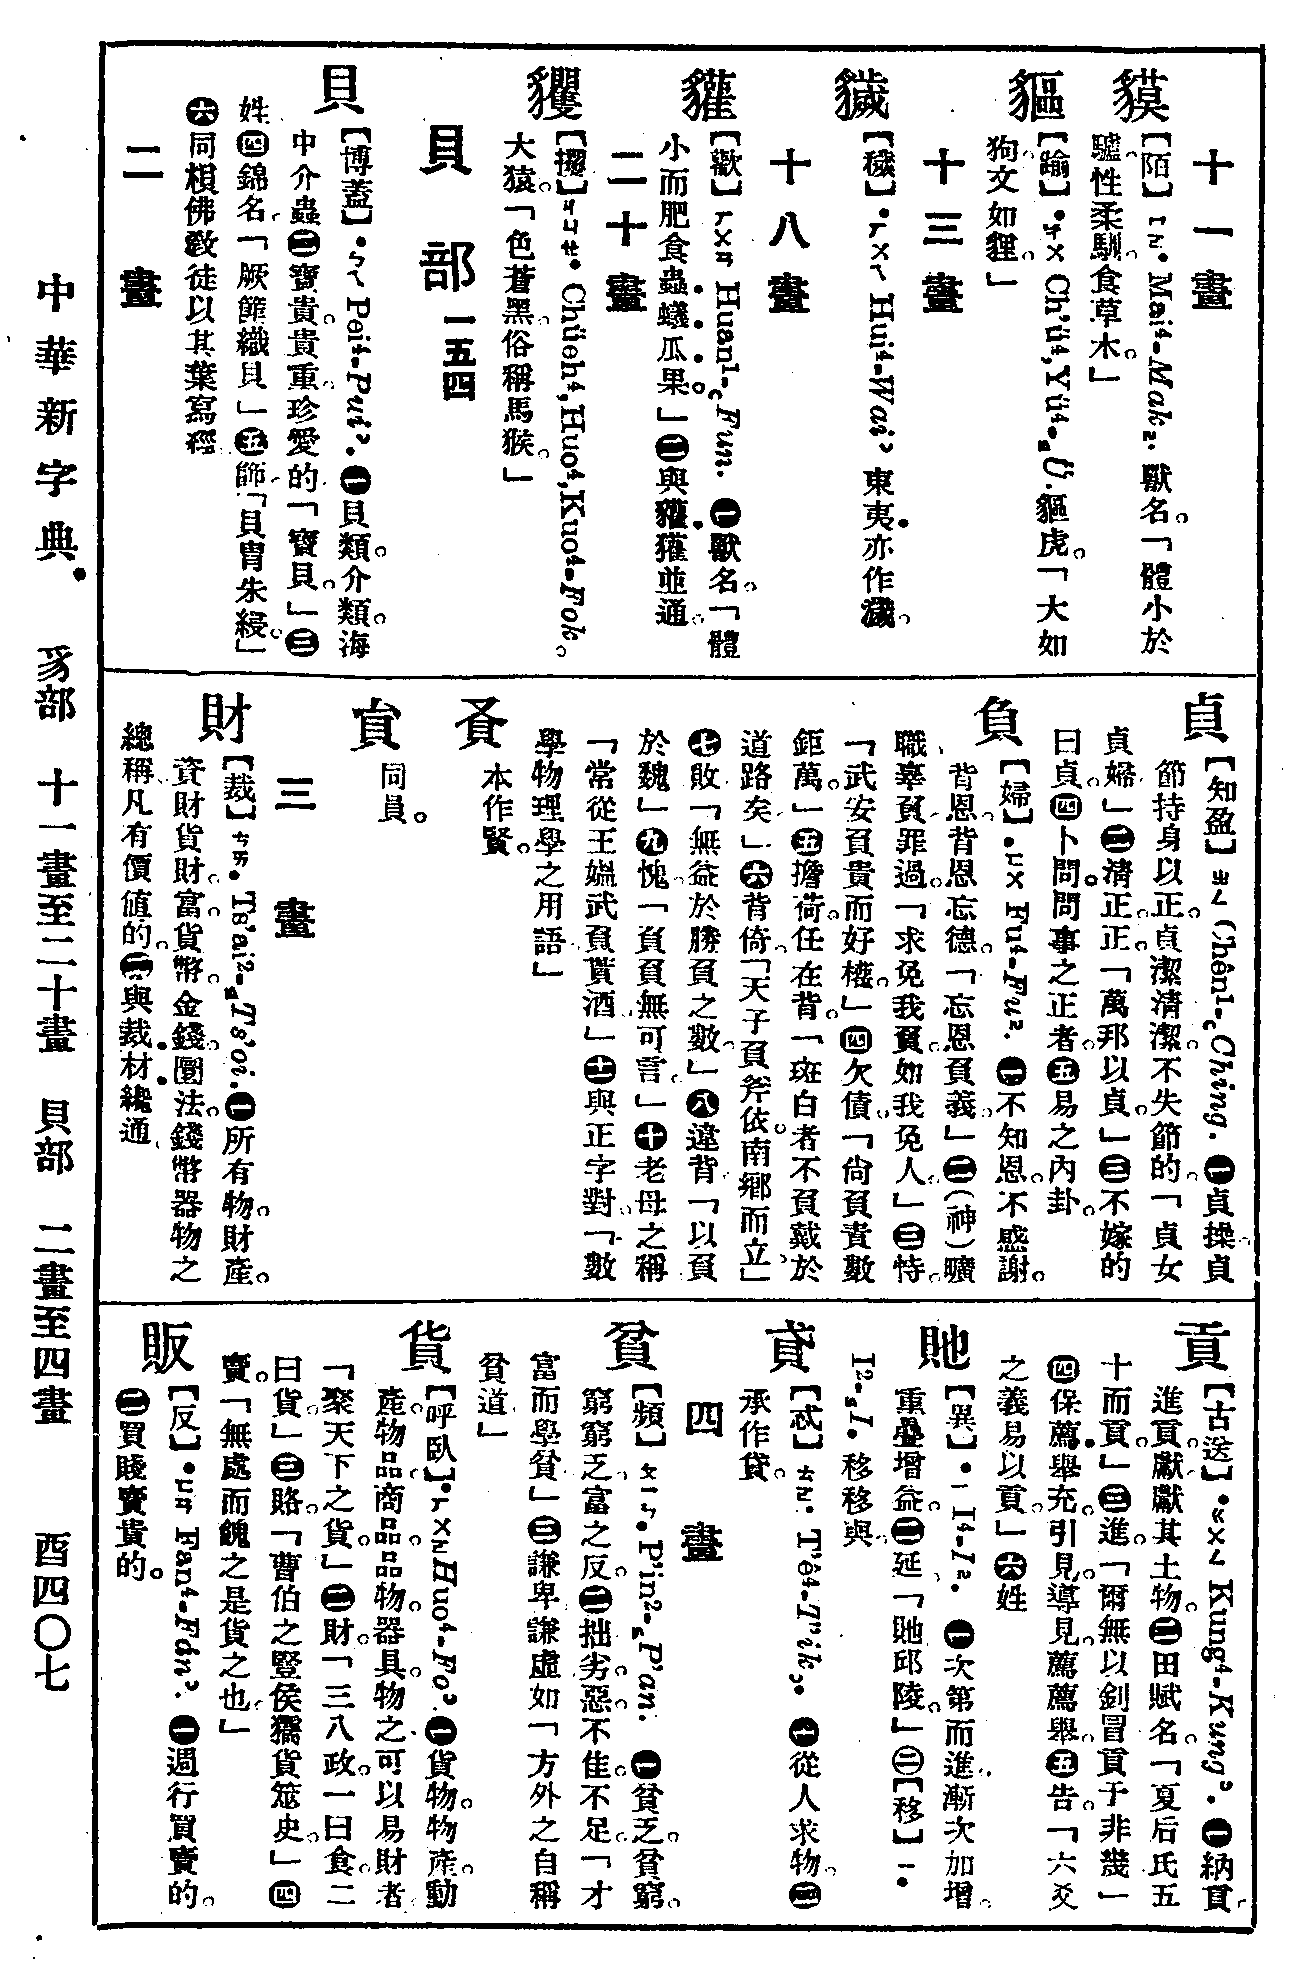 十一畫
貘【陌】ㄇㄞ• Mai⁴-Mak₂. 獸名。「體小於
驢。性柔馴。食草木。」
貙【踰】•ㄔㄨ Ch'ü⁴, Yü⁴-Ü. 貙虎。「大如
狗。文如貍。」
十三畫
【穢】•ㄏㄨㄟ Hui⁴-Wai² 東夷。亦作濊。
十八畫
貛【歡】ㄏㄨㄢ Huan¹-Fun. ㊀獸名。「體
小而肥食蟲蟻瓜果。」㊁與獾貛並通。
二十畫
玃【攫】ㄐㄩㄝ• Chüeh⁴, Huo⁴, Kuo⁴-Fok。
大猿。「色蒼黑。俗稱馬猴。」
貝部 一五四
貝【博蓋】•ㄅㄟ Pei⁴-Pui². ㊀貝類。介類。海
中介蟲㊁寶貴。貴重。珍愛的。「寶貝。」㊂
姓㊃錦名。「厥篚織貝」㊄飾「貝冑朱綅。」
㊅同梖佛敎徒以其葉寫經
二畫
貞【知盈】ㄓㄥ Chên¹-Ching. ㊀貞操。貞
節。持身以正。貞潔。清潔。不失節的。「貞女
貞婦。」㊁清正。正。「萬邦以貞。」㊂不嫁的
曰貞。㊃卜問。問事之正者。㊄易之內卦。
負【婦】•ㄈㄨ Fu⁴-Fu². ㊀不知恩。不感謝。
背恩。背恩忘德。「忘恩負義。」㊁(神)曠
職。辜負。罪過。「求免我負。如我免人。」㊂恃。
「武安負貴而好權。」㊃欠債。「尙負責數
鉅萬。」㊄擔荷。任在背。「斑白者不負戴於
道路矣」㊅背倚。「天子負斧依。南鄉而立」
㊆敗「無益於勝負之數」㊇違背「以負
於魏」㊈愧「負負無可言。」㊉老母之稱
「常從王媼武負貰酒」十一與正字對。「數
學物理學之用語」
本作賢。
貟同員。
三畫
財【裁】ㄘㄞ• Ts'ai²-Ts'oi. ㊀所有物。財產。
資財貨財。富。貨幣。金錢。圜法。錢幣器物之
總稱。凡有價值的。㊁與裁材纔通
貢【古送】•ㄍㄨㄥ Kung⁴-Kung². ㊀納貢。
進貢。獻。獻其土物。㊁田賦名。「夏后氏五
十而貢。」㊂進。「爾無以釗冒貢于非幾」
㊃保薦。舉充。引見。導見。薦。薦舉。㊄告。「六爻
之義易以貢。」㊅姓
貤【異】•ㄧ I⁴-I². ㊀次第而進。漸次加增。
重疊增益。㊁延「貤邱陵。」㊂【移】ㄧ•
I²-I. 移。移與
貣【忒】ㄊㄜ• T'ê⁴-T'ik. ㊀從人求物。㊁
承作貸。
四畫
貧【頻】ㄆㄧㄣ• P'in²-P'an. ㊀貧乏。貧窮。
窮。窮乏富之反。㊁拙劣。惡。不佳。不足。「才
富而學貧」㊂謙卑。謙虛如「方外之自稱
貧道」
貨【呼臥】•ㄏㄨㄛ Huo⁴-Fo². ㊀貨物。物產。動
產。物品商品品物。器具。物之可以易財者。
「聚天下之貨。」㊁財。「三八政。一曰食。二
曰貨。」㊂賂。「曹伯之豎侯獳貨筮史。」㊃
賣。「無處而餽之是貨之也。」
販【反】•ㄈㄢ Fan⁴-Fán². ㊀週行買賣的。
㊁買賤賣貴的。
中華新字典
豸部 十一畫至二十畫 貝部 二畫至四畫 酉四〇七